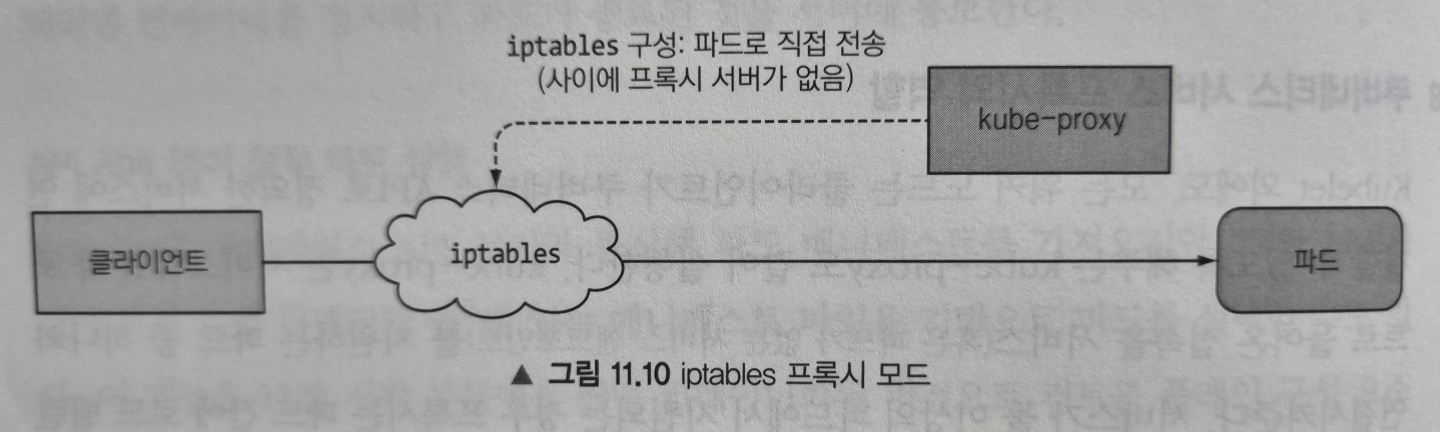 iptables 구성: 파드로 직접 전송
(사이에 프록시 서버가 없음)
kube-proxy
클라이언트
iptables
파드
▲ 그림 11.10 iptables 프록시 모드